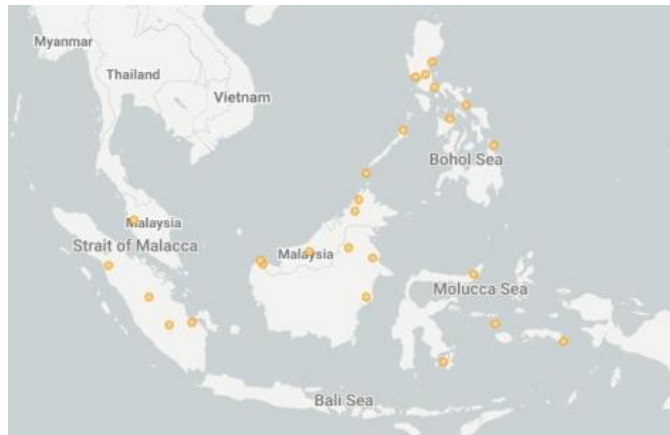 Myanmar
Thailand
Vietnam
Bohol Sea
Malaysia
Strait of Malacca
Malaysia
Molucca Sea
Bali Sea